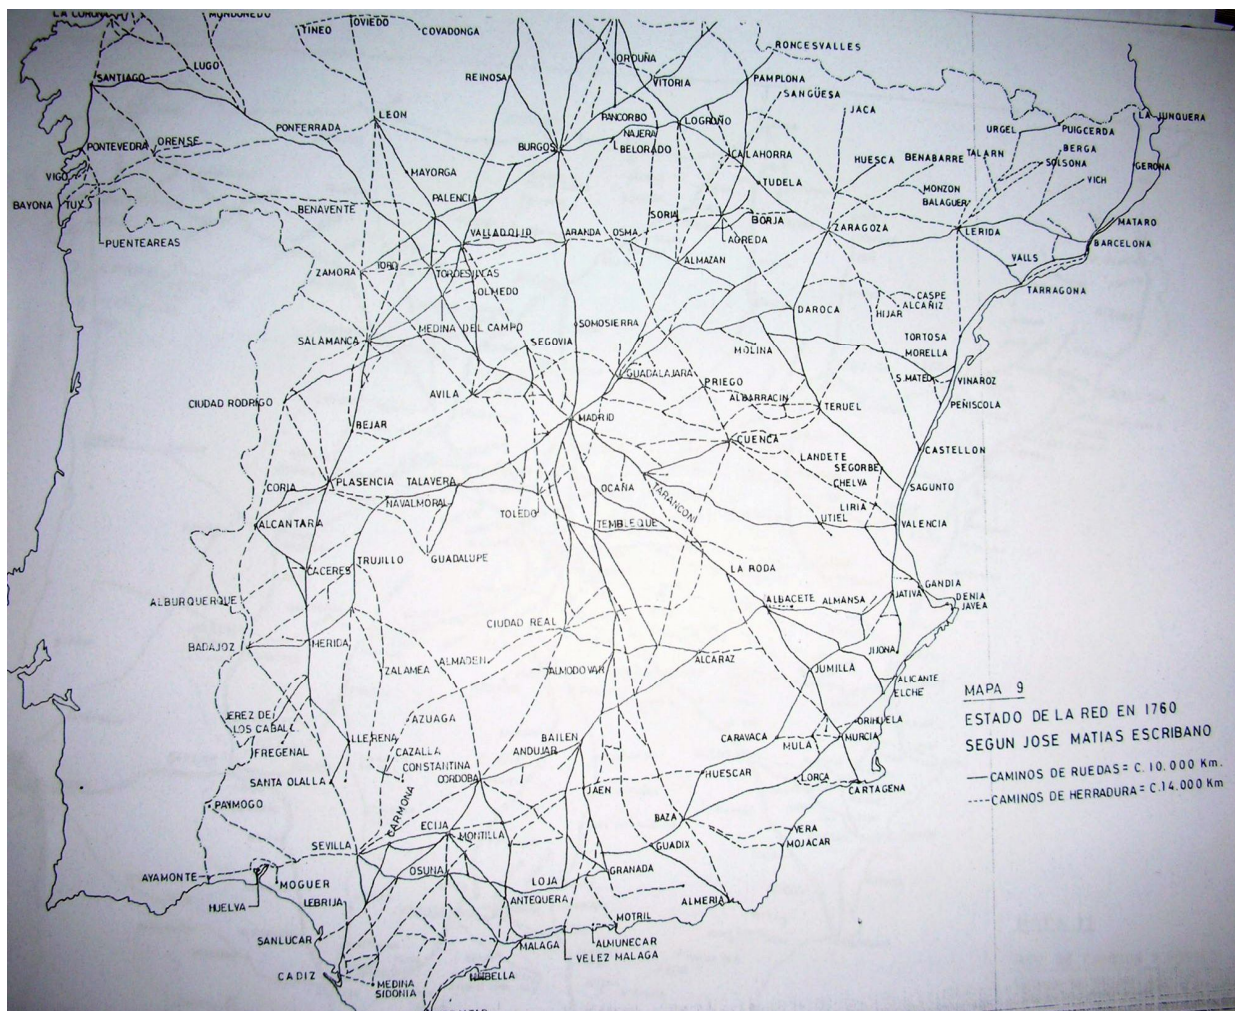 MONDOÑEDO
TINEO
OVIEDO
COVADONGA
RONCESVALLES
SANTIAGO
LUGO
REINOSA
ORDUÑA
VITORIA
PAMPLONA
SANGÜESA
JACA
LEON
PANCORBO
LOGROÑO
URGEL
PUIGCERDA
LA JUNQUERA
PONTEVEDRA
ORENSE
PONFERRADA
BURGOS
NAJERA
BELORADO
CALAHORRA
HUESCA
BENABARRE
TALARN
BERGA
SOLSONA
GERONA
VIGO
MAYORGA
TUDELA
VICH
BAYONA
TUY
BENAVENTE
PALENCIA
SORIA
BORJA
MONZON
BALAGUER
MATARO
PUENTEAREAS
VALLADOLID
ARANDA
OSMA
AGREDA
ZARAGOZA
LERIDA
BARCELONA
ZAMORA
TORO
TORDESILLAS
ALMAZAN
VALLS
OLMEDO
CASPE
ALCAÑIZ
TARRAGONA
MEDINA DEL CAMPO
SOMOSIERRA
DAROCA
HIJAR
SALAMANCA
SEGOVIA
MOLINA
TORTOSA
MORELLA
GUADALAJARA
PRIEGO
S.MATEO
VINAROZ
CIUDAD RODRIGO
AVILA
ALBARRACIN
TERUEL
PEÑISCOLA
BEJAR
MADRID
CUENCA
CASTELLON
LANDETE
SEGORBE
CORIA
PLASENCIA
TALAVERA
OCAÑA
TARANCON
CHELVA
SAGUNTO
NAVALMORAL
TOLEDO
LIRIA
ALCANTARA
TEMBLEQUE
UTIEL
VALENCIA
CACERES
TRUJILLO
GUADALUPE
LA RODA
GANDIA
ALBURQUERQUE
ALBACETE
ALMANSA
JATIVA
DENIA
JAVEA
CIUDAD REAL
BADAJOZ
MERIDA
JIJONA
ZALAMEA
ALMADEN
ALMODOVAR
ALCARAZ
JUMILLA
ALICANTE
ELCHE
MAPA 9
JEREZ DE
LOS CABALL.
AZUAGA
ORIHUELA
ESTADO DE LA RED EN 1760
SEGUN JOSE MATIAS ESCRIBANO
LLERENA
BAILEN
CARAVACA
MULA
MURCIA
FREGENAL
CAZALLA
ANDUJAR
CONSTANTINA
CORDOBA
HUESCAR
LORCA
CAMINOS DE RUEDAS = C.10.000 Km.
SANTA OLALLA
JAEN
CARTAGENA
CAMINOS DE HERRADURA = C.14.000 Km
PAYMOGO
CARMONA
ECIJA
MONTILLA
BAZA
VERA
SEVILLA
GUADIX
MOJACAR
AYAMONTE
MOGUER
OSUNA
LOJA
GRANADA
HUELVA
LEBRIJA
ANTEQUERA
ALMERIA
MOTRIL
SANLUCAR
MALAGA
ALMUÑECAR
VELEZ MALAGA
CADIZ
MEDINA
SIDONIA
MARBELLA